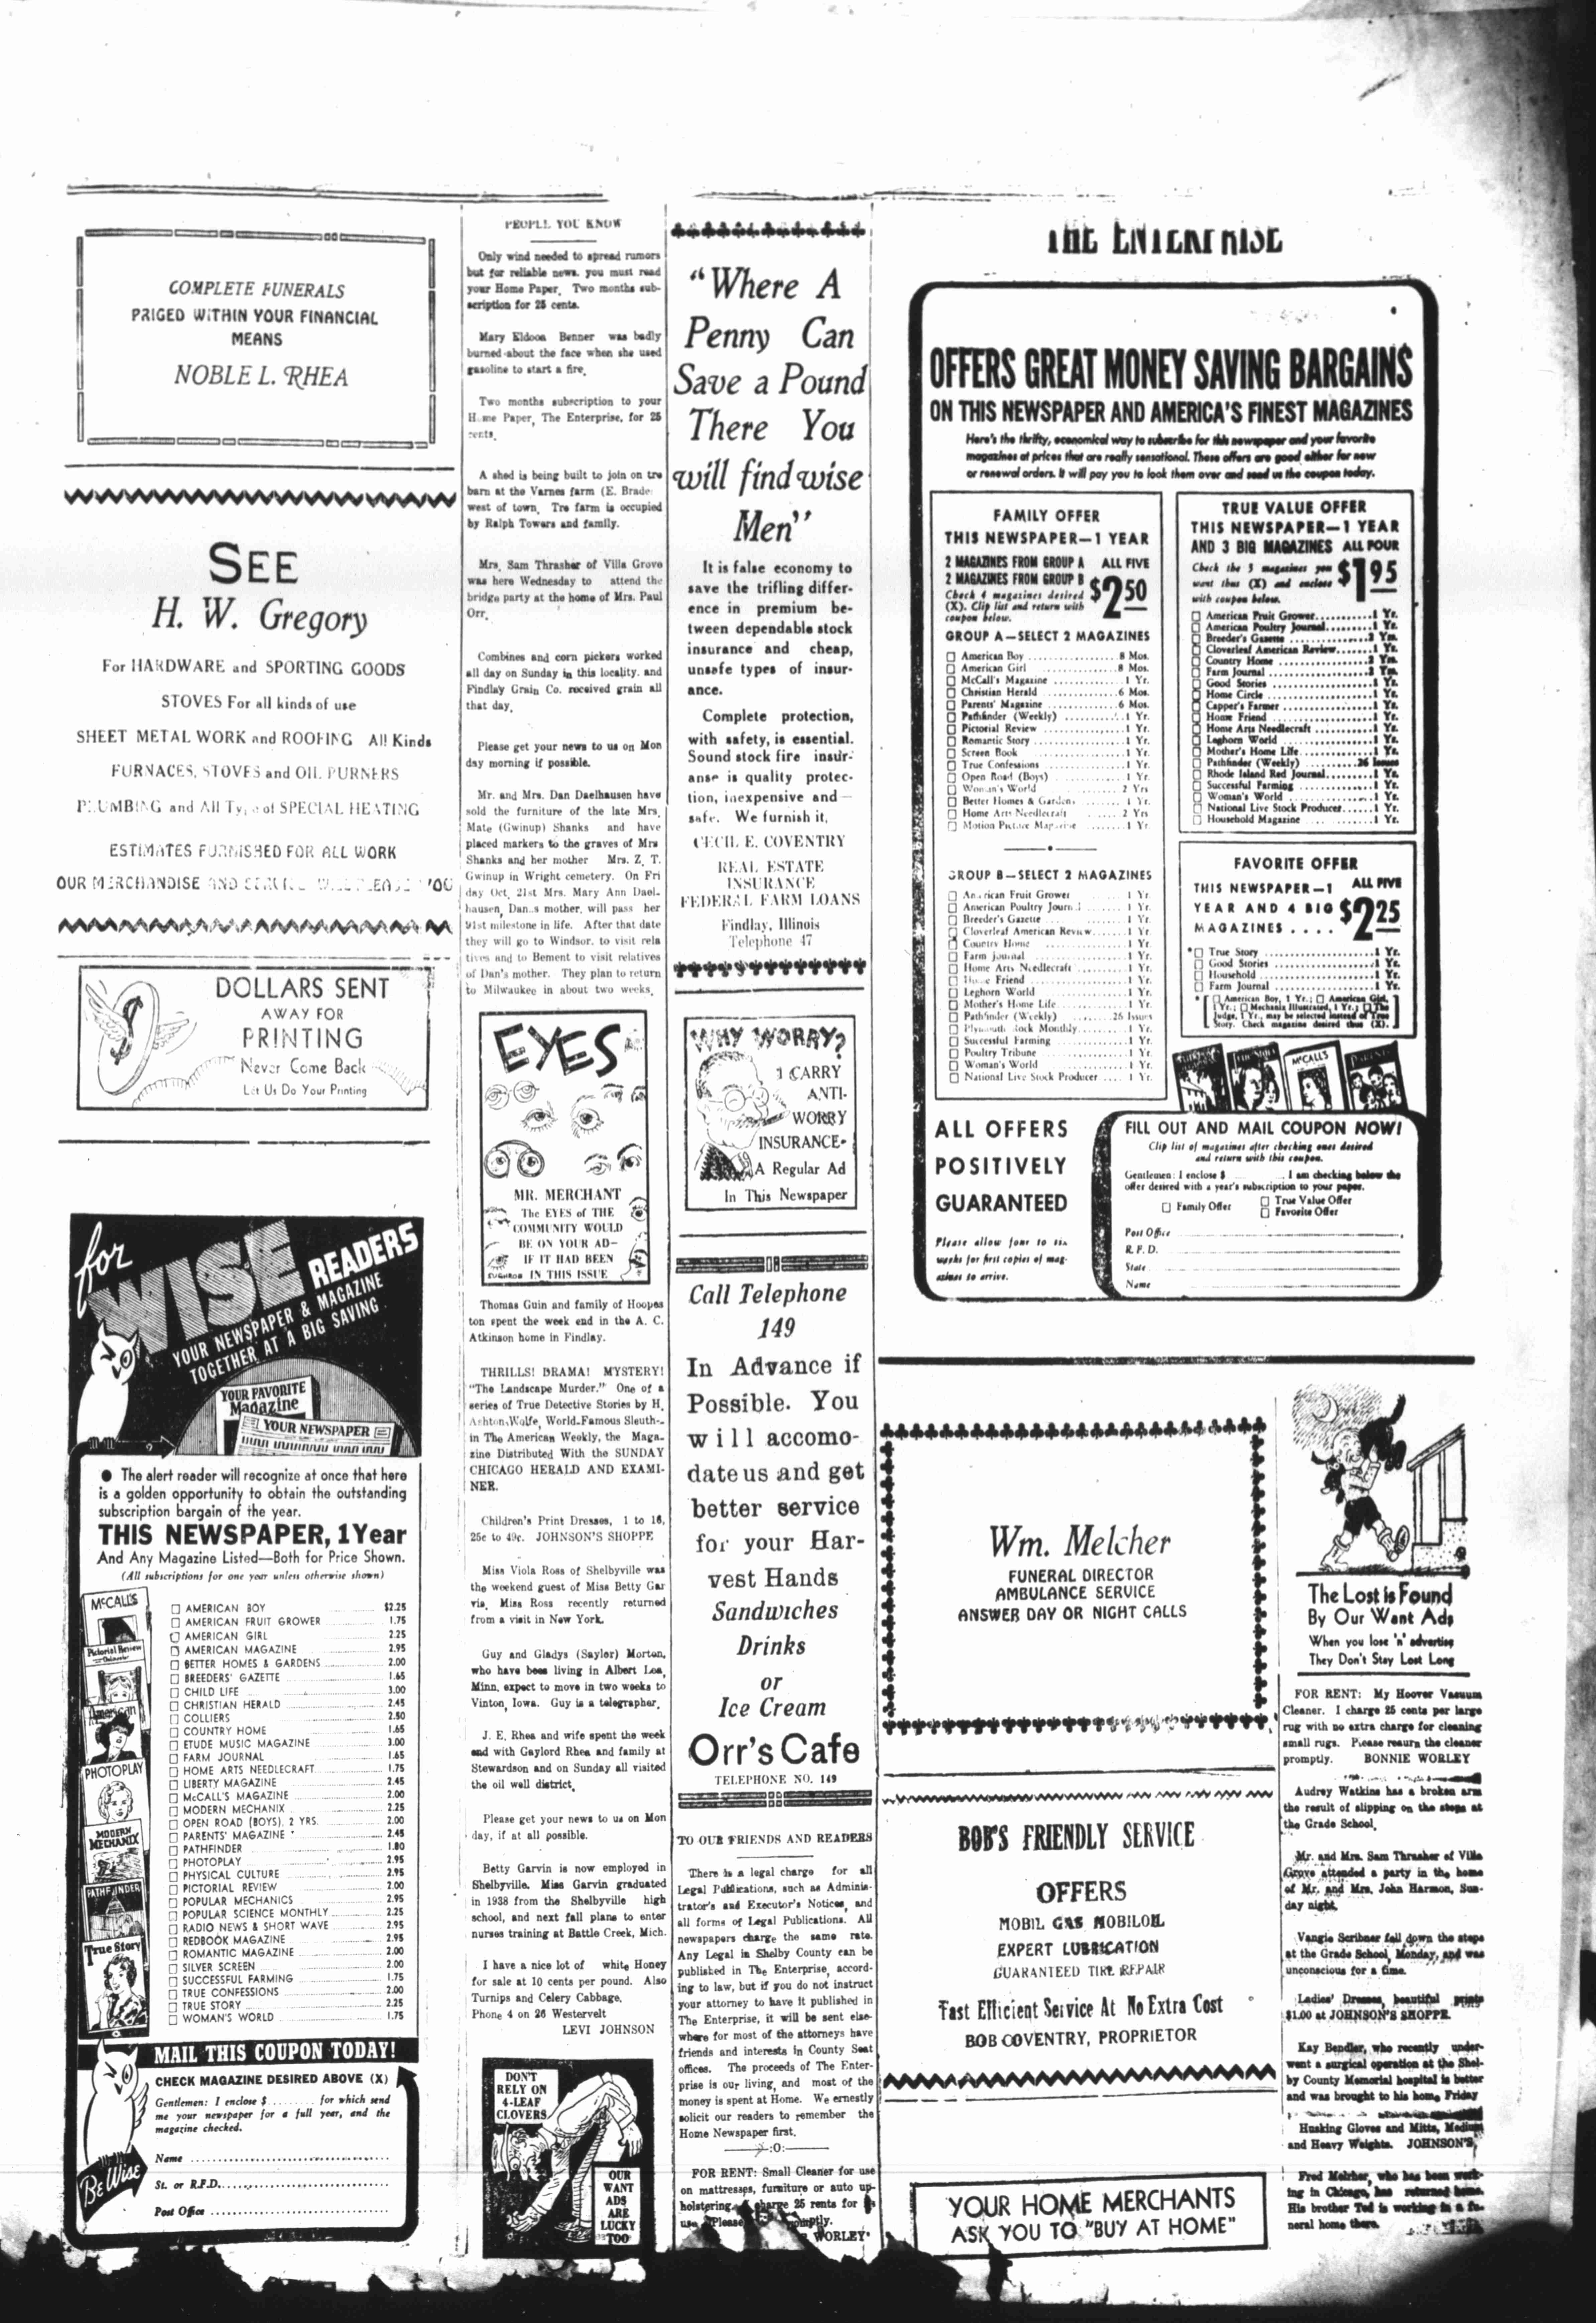 COMPLETE FUNERALS
PRIGED WITHIN YOUR FINANCIAL
MEANS
NOBLE L. RHEA
SEE
H. W. Gregory
For HARDWARE and SPORTING GOODS
STOVES For all kinds of use
SHEET METAL WORK and ROOFING All Kinds
FURNACES, STOVES and OIL PURNERS
PLUMBING and All of SPECIAL HEATING
ESTIMATES FURNISHED FOR ALL WORK
OUR MERCHANDISE AND
DOLLARS SENT
AWAY FOR
PRINTING
Never Come Back
Let Us Do Your Printing
for
WISE
READERS
YOUR NEWSPAPER & MAGAZINE
TOGETHER AT A BIG SAVING
YOUR FAVORITE
Magazine
YOUR NEWSPAPER
● The alert reader will recognize at once that here
is a golden opportunity to obtain the outstanding
subscription bargain of the year.
THIS NEWSPAPER, 1 Year
And Any Magazine Listed—Both for Price Shown.
(All subscriptions for one year unless otherwise shown)
McCALL'S
Pictorial Review
American
PHOTOPLAY
MODERN
MECHANIX
PATHFINDER
True Story
☐ AMERICAN BOY $2.25
☐ AMERICAN FRUIT GROWER 1.75
☐ AMERICAN GIRL 2.25
☐ AMERICAN MAGAZINE 2.95
☐ BETTER HOMES & GARDENS 2.00
☐ BREEDERS' GAZETTE 1.65
☐ CHILD LIFE 3.00
☐ CHRISTIAN HERALD 2.45
☐ COLLIERS 2.50
☐ COUNTRY HOME 1.65
☐ ETUDE MUSIC MAGAZINE 3.00
☐ FARM JOURNAL 1.65
☐ HOME ARTS NEEDLECRAFT 1.75
☐ LIBERTY MAGAZINE 2.45
☐ McCALL'S MAGAZINE 2.00
☐ MODERN MECHANIX 2.25
☐ OPEN ROAD (BOYS), 2 YRS. 2.00
☐ PARENTS' MAGAZINE 2.45
☐ PATHFINDER 1.80
☐ PHOTOPLAY 2.95
☐ PHYSICAL CULTURE 2.95
☐ PICTORIAL REVIEW 2.00
☐ POPULAR MECHANICS 2.95
☐ POPULAR SCIENCE MONTHLY 2.25
☐ RADIO NEWS & SHORT WAVE 2.95
☐ REDBOOK MAGAZINE 2.95
☐ ROMANTIC MAGAZINE 2.00
☐ SILVER SCREEN 2.00
☐ SUCCESSFUL FARMING 1.75
☐ TRUE CONFESSIONS 2.00
☐ TRUE STORY 2.25
☐ WOMAN'S WORLD 1.75
MAIL THIS COUPON TODAY!
CHECK MAGAZINE DESIRED ABOVE (X)
Gentlemen: I enclose $ for which send
me your newspaper for a full year, and the
magazine checked.
Name
St. or R.F.D.
Post Office
Be Wise
PEOPLE YOU KNOW
Only wind needed to spread rumors
but for reliable news, you must read
your Home Paper. Two months sub-
scription for 25 cents.
Mary Eldoon Benner was badly
burned about the face when she used
gasoline to start a fire.
Two months subscription to your
Home Paper, The Enterprise, for 25
cents.
A shed is being built to join on tre
barn at the Varnes farm (E. Brade
west of town. Tre farm is occupied
by Ralph Towers and family.
Mrs. Sam Thrasher of Villa Grove
was here Wednesday to attend the
bridge party at the home of Mrs. Paul
Orr.
Combines and corn pickers worked
all day on Sunday in this locality, and
Findlay Grain Co. received grain all
that day.
Please get your news to us on Mon
day morning if possible.
Mr. and Mrs. Dan Daelhausen have
sold the furniture of the late Mrs.
Mate (Gwinup) Shanks and have
placed markers to the graves of Mrs
Shanks and her mother Mrs. Z. T.
Gwinup in Wright cemetery. On Fri
day Oct. 21st Mrs. Mary Ann Dael-
hausen, Dan..s mother, will pass her
91st milestone in life. After that date
they will go to Windsor, to visit rela
tives and to Bement to visit relatives
of Dan's mother. They plan to return
to Milwaukee in about two weeks.
EYES
MR. MERCHANT
The EYES of THE
COMMUNITY WOULD
BE ON YOUR AD-
IF IT HAD BEEN
IN THIS ISSUE
Thomas Guin and family of Hoopes
ton spent the week end in the A. C.
Atkinson home in Findlay.
THRILLS! DRAMA! MYSTERY!
"The Landscape Murder." One of a
series of True Detective Stories by H.
Ashton-Wolfe, World-Famous Sleuth--
in The American Weekly, the Maga-
zine Distributed With the SUNDAY
CHICAGO HERALD AND EXAMI-
NER.
Children's Print Dresses, 1 to 16,
25c to 49c. JOHNSON'S SHOPPE
Miss Viola Ross of Shelbyville was
the weekend guest of Miss Betty Gar
vis. Miss Ross recently returned
from a visit in New York.
Guy and Gladys (Saylor) Morton,
who have bees living in Albert Lea,
Minn. expect to move in two weeks to
Vinton, Iowa. Guy is a telegrapher.
J. E. Rhea and wife spent the week
end with Gaylord Rhea and family at
Stewardson and on Sunday all visited
the oil well district.
Please get your news to us on Mon
day, if at all possible.
Betty Garvin is now employed in
Shelbyville. Miss Garvin graduated
in 1938 from the Shelbyville high
school, and next fall plans to enter
nurses training at Battle Creek, Mich.
I have a nice lot of white Honey
for sale at 10 cents per pound. Also
Turnips and Celery Cabbage.
Phone 4 on 26 Westervelt
LEVI JOHNSON
DON'T
RELY ON
4-LEAF
CLOVERS
OUR
WANT
ADS
ARE
LUCKY
TOO
"Where A
Penny Can
Save a Pound
There You
will find wise
Men"
It is false economy to
save the trifling differ-
ence in premium be-
tween dependable stock
insurance and cheap,
unsafe types of insur-
ance.
Complete protection,
with safety, is essential.
Sound stock fire insur-
anse is quality protec-
tion, inexpensive and—
safe. We furnish it.
CECIL E. COVENTRY
REAL ESTATE
INSURANCE
FEDERAL FARM LOANS
Findlay, Illinois
Telephone 47
WHY WORRY?
I CARRY
ANTI-
WORRY
INSURANCE-
A Regular Ad
In This Newspaper
Call Telephone
149
In Advance if
Possible. You
will accomo-
date us and get
better service
for your Har-
vest Hands
Sandwiches
Drinks
or
Ice Cream
Orr's Cafe
TELEPHONE NO. 149
TO OUR FRIENDS AND READERS
There is a legal charge for all
Legal Publications, such as Adminis-
trator's and Executor's Notices, and
all forms of Legal Publications. All
newspapers charge the same rate.
Any Legal in Shelby County can be
published in The Enterprise, accord-
ing to law, but if you do not instruct
your attorney to have it published in
The Enterprise, it will be sent else-
where for most of the attorneys have
friends and interests in County Seat
offices. The proceeds of The Enter-
prise is our living, and most of the
money is spent at Home. We ernestly
solicit our readers to remember the
Home Newspaper first.
:O:
FOR RENT: Small Cleaner for use
on mattresses, furniture or auto up-
holstering. charge 25 rents for
use Please promptly.
WORLEY'
THE ENTERPRISE
OFFERS GREAT MONEY SAVING BARGAINS
ON THIS NEWSPAPER AND AMERICA'S FINEST MAGAZINES
Here's the thrifty, economical way to subscribe for this newspaper and your favorite
magazines at prices that are really sensational. These offers are good either for new
or renewal orders. It will pay you to look them over and send us the coupon today.
FAMILY OFFER
THIS NEWSPAPER—1 YEAR
2 MAGAZINES FROM GROUP A ALL FIVE
2 MAGAZINES FROM GROUP B $2.50
Check 4 magazines desired
(X). Clip list and return with
coupon below.
GROUP A—SELECT 2 MAGAZINES
☐ American Boy 8 Mos.
☐ American Girl 8 Mos.
☐ McCall's Magazine 1 Yr.
☐ Christian Herald 6 Mos.
☐ Parents' Magazine 6 Mos.
☐ Pathfinder (Weekly) 1 Yr.
☐ Pictorial Review 1 Yr.
☐ Romantic Story 1 Yr.
☐ Screen Book 1 Yr.
☐ True Confessions 1 Yr.
☐ Open Road (Boys) 1 Yr.
☐ Woman's World 2 Yrs
☐ Better Homes & Gardens 1 Yr.
☐ Home Arts Needlecraft 2 Yrs
☐ Motion Picture Magazine 1 Yr.
GROUP B—SELECT 2 MAGAZINES
☐ American Fruit Grower 1 Yr.
☐ American Poultry Journal 1 Yr.
☐ Breeder's Gazette 1 Yr.
☐ Cloverleaf American Review 1 Yr.
☐ Country Home 1 Yr.
☐ Farm Journal 1 Yr.
☐ Home Arts Needlecraft 1 Yr.
☐ Home Friend 1 Yr.
☐ Leghorn World 1 Yr.
☐ Mother's Home Life 1 Yr.
☐ Pathfinder (Weekly) 26 Issues
☐ Plymouth Rock Monthly 1 Yr.
☐ Successful Farming 1 Yr.
☐ Poultry Tribune 1 Yr.
☐ Woman's World 1 Yr.
☐ National Live Stock Producer 1 Yr.
TRUE VALUE OFFER
THIS NEWSPAPER—1 YEAR
AND 3 BIG MAGAZINES ALL FOUR
Check the 3 magazines you $1.95
want thus (X) and enclose
with coupon below.
☐ American Fruit Grower 1 Yr.
☐ American Poultry Journal 1 Yr.
☐ Breeder's Gazette 2 Yrs.
☐ Cloverleaf American Review 1 Yr.
☐ Country Home 2 Yrs.
☐ Farm Journal 2 Yrs.
☐ Good Stories 1 Yr.
☐ Home Circle 1 Yr.
☐ Capper's Farmer 1 Yr.
☐ Home Friend 1 Yr.
☐ Home Arts Needlecraft 1 Yr.
☐ Leghorn World 1 Yr.
☐ Mother's Home Life 1 Yr.
☐ Pathfinder (Weekly) 26 Issues
☐ Rhode Island Red Journal 1 Yr.
☐ Successful Farming 1 Yr.
☐ Woman's World 1 Yr.
☐ National Live Stock Producer 1 Yr.
☐ Household Magazine 1 Yr.
FAVORITE OFFER
THIS NEWSPAPER—1 ALL FIVE
YEAR AND 4 BIG $2.25
MAGAZINES
*☐ True Story 1 Yr.
☐ Good Stories 1 Yr.
☐ Household 1 Yr.
☐ Farm Journal 1 Yr.
* [☐ American Boy, 1 Yr.; ☐ American Girl,
1 Yr.; ☐ Mechanix Illustrated, 1 Yr.; ☐ The
Judge, 1 Yr., may be selected instead of True
Story. Check magazine desired thus (X).]
McCALL'S
PARENTS'
ALL OFFERS
POSITIVELY
GUARANTEED
Please allow four to six
weeks for first copies of mag-
azines to arrive.
FILL OUT AND MAIL COUPON NOW!
Clip list of magazines after checking ones desired
and return with this coupon.
Gentlemen: I enclose $ I am checking below the
offer desired with a year's subscription to your paper.
☐ Family Offer ☐ True Value Offer
☐ Favorite Offer
Post Office
R. F. D.
State
Name
Wm. Melcher
FUNERAL DIRECTOR
AMBULANCE SERVICE
ANSWER DAY OR NIGHT CALLS
BOB'S FRIENDLY SERVICE
OFFERS
MOBIL GAS MOBILOIL
EXPERT LUBRICATION
GUARANTEED TIRE REPAIR
Fast Efficient Service At No Extra Cost
BOB COVENTRY, PROPRIETOR
YOUR HOME MERCHANTS
ASK YOU TO "BUY AT HOME"
The Lost is Found
By Our Want Ads
When you lose 'n' advertise
They Don't Stay Lost Long
FOR RENT: My Hoover Vacuum
Cleaner. I charge 25 cents per large
rug with no extra charge for cleaning
small rugs. Please reaurn the cleaner
promptly. BONNIE WORLEY
Audrey Watkins has a broken arm
the result of slipping on the steps at
the Grade School.
Mr. and Mrs. Sam Thrasher of Villa
Grove attended a party in the home
of Mr. and Mrs. John Harmon, Sun-
day night.
Vangie Scribner fell down the steps
at the Grade School, Monday, and was
unconscious for a time.
Ladies' Dresses, beautiful prints
$1.00 at JOHNSON'S SHOPPE.
Kay Bendler, who recently under-
went a surgical operation at the Shel-
by County Memorial hospital is better
and was brought to his home Friday
Husking Gloves and Mitts, Medium
and Heavy Weights. JOHNSON'S,
Fred Melcher, who has been work-
ing in Chicago, has returned home.
His brother Ted is working in a fu-
neral home there.